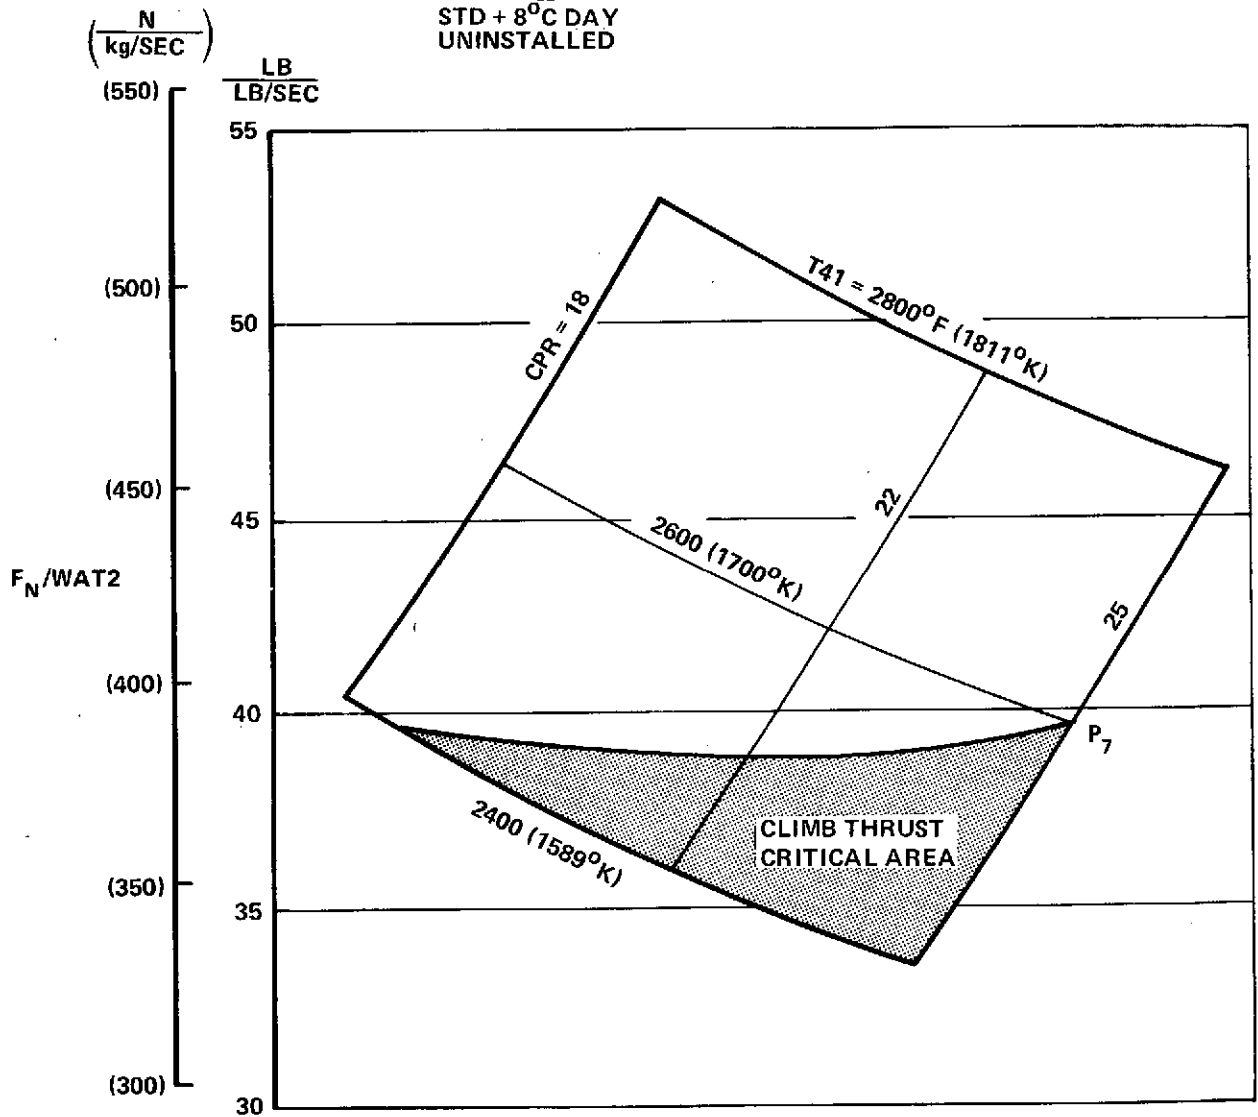 STD + 8°C DAY
UNINSTALLED
( N
kg/SEC )
LB
LB/SEC
(550)
55
(500)
50
(450)
45
(400)
40
(350)
35
(300)
30
F_N/WAT2
CPR = 18
T41 = 2800°F (1811°K)
2600 (1700°K)
22
25
P_7
2400 (1589°K)
CLIMB THRUST
CRITICAL AREA